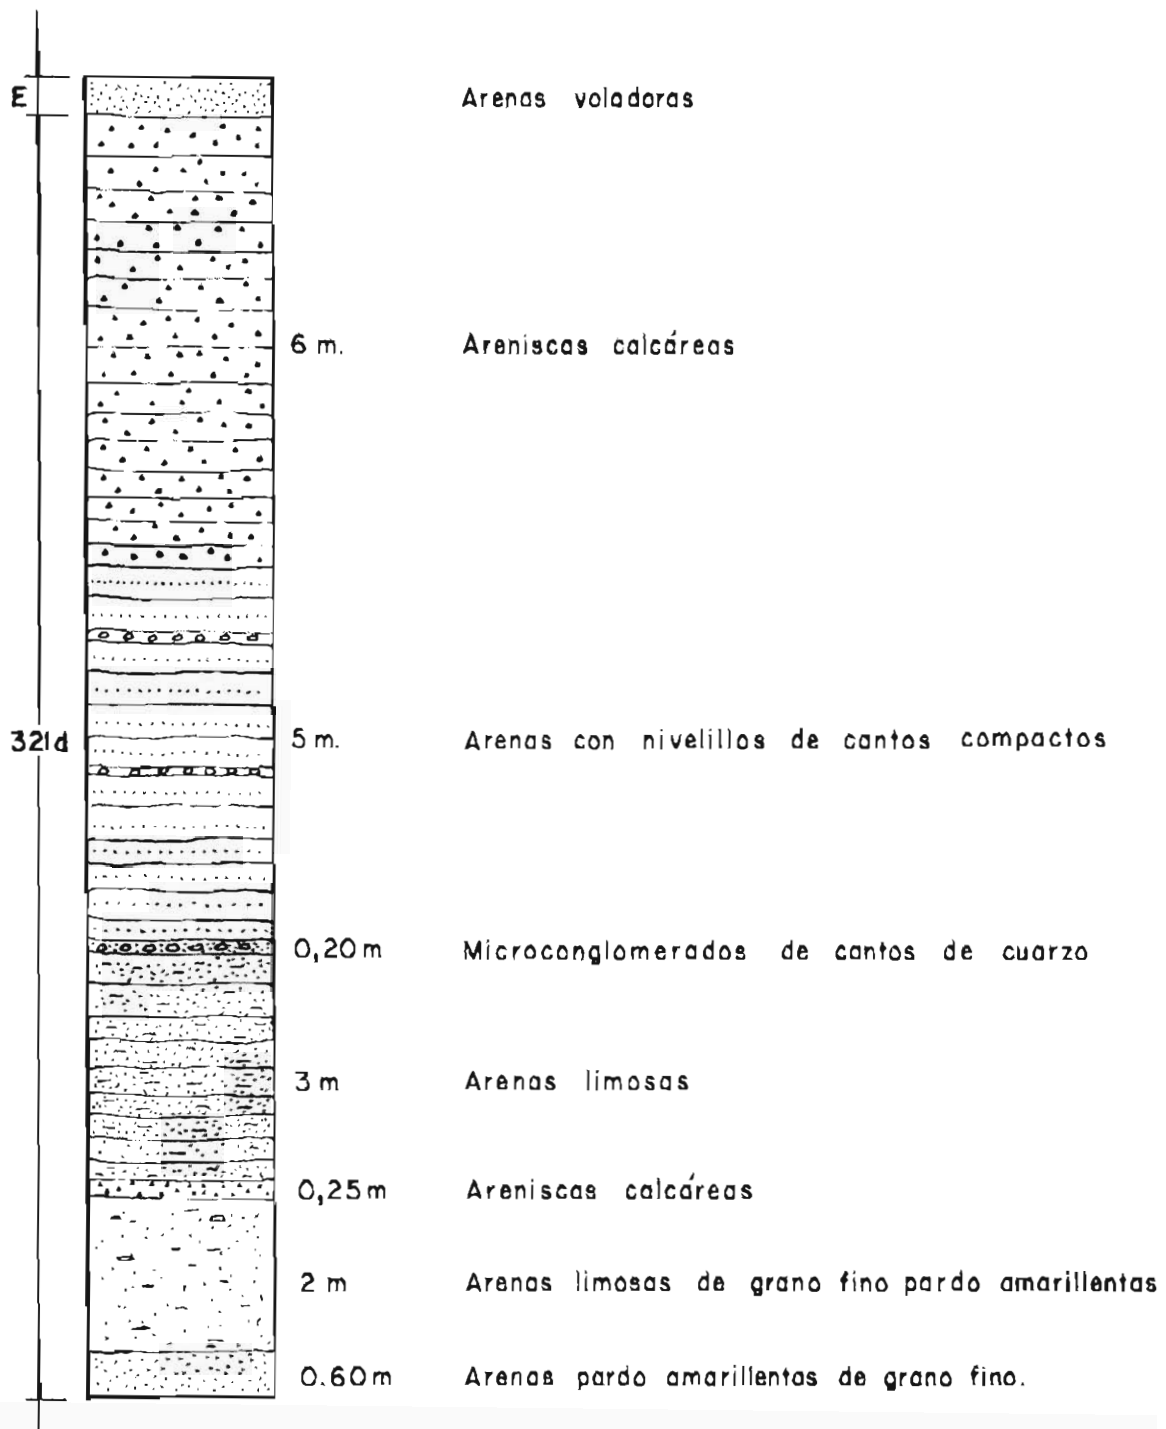 E Arenas voladoras
6 m. Areniscas calcáreas
321d 5 m. Arenas con nivelillos de cantos compactos
0,20 m Microconglomerados de cantos de cuarzo
3 m Arenas limosas
0,25 m Areniscas calcáreas
2 m Arenas limosas de grano fino pardo amarillentas
0.60 m Arenas pardo amarillentas de grano fino.